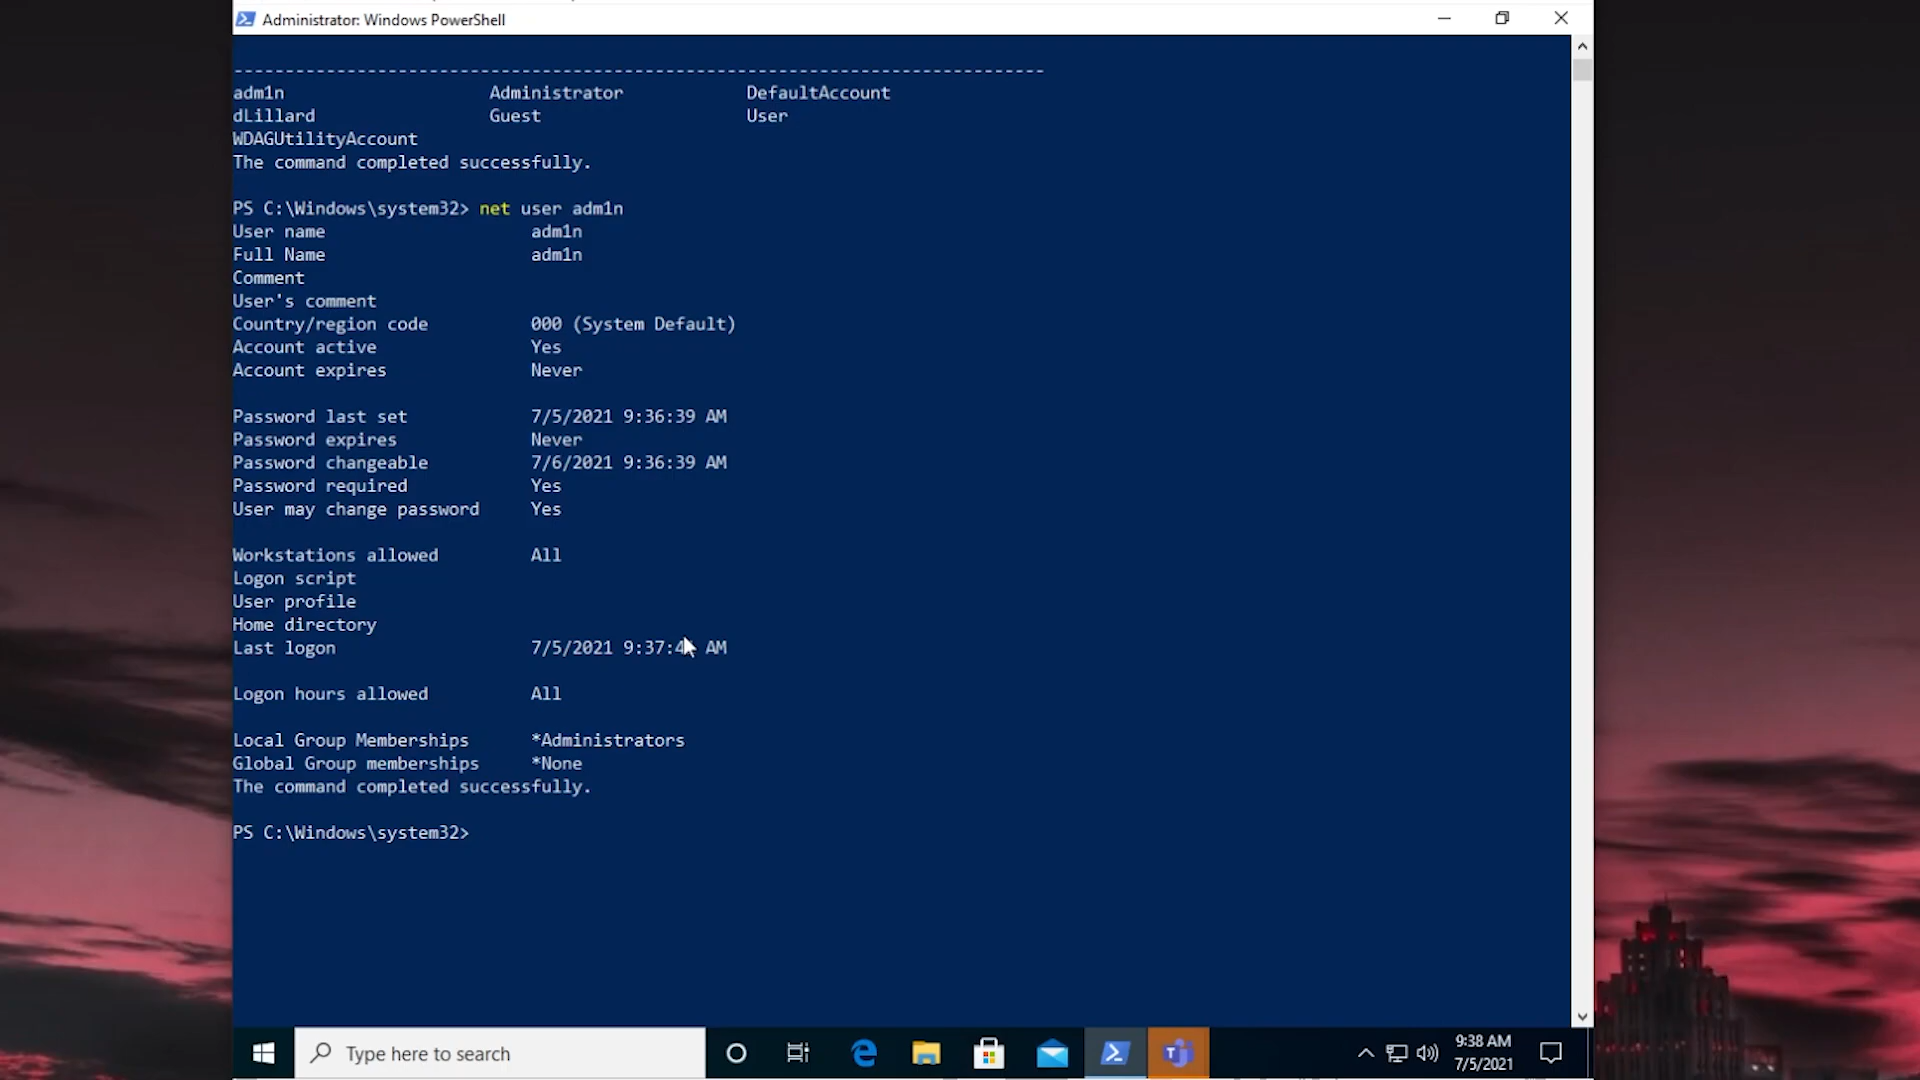 Administrator: Windows PowerShell
-------------------------------------------------------------------------------
adm1n Administrator DefaultAccount
dLillard Guest User
WDAGUtilityAccount
The command completed successfully.
PS C:\Windows\system32> net user adm1n
User name adm1n
Full Name adm1n
Comment
User's comment
Country/region code 000 (System Default)
Account active Yes
Account expires Never
Password last set 7/5/2021 9:36:39 AM
Password expires Never
Password changeable 7/6/2021 9:36:39 AM
Password required Yes
User may change password Yes
Workstations allowed All
Logon script
User profile
Home directory
Last logon 7/5/2021 AM
Logon hours allowed All
Local Group Memberships *Administrators
Global Group memberships *None
The command completed successfully.
PS C:\Windows\system32>
Type here to search
9:38 AM
7/5/2021